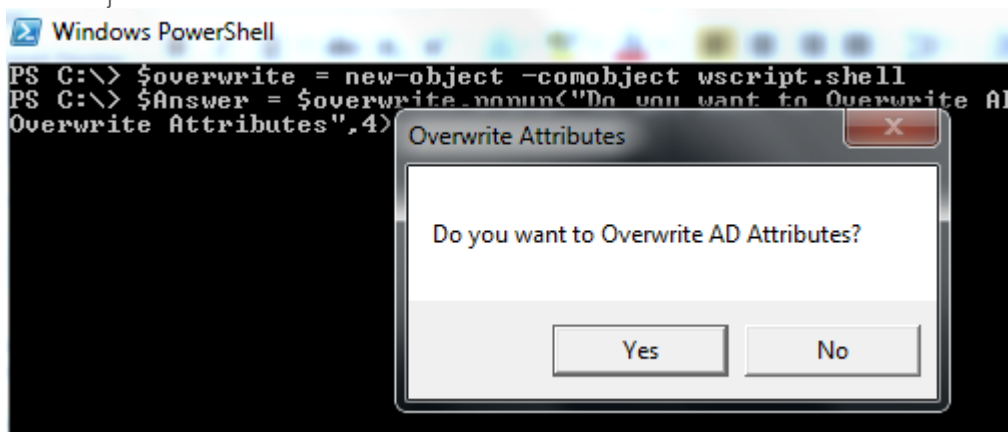 Windows PowerShell
PS C:\> $overwrite = new-object -comobject wscript.shell
PS C:\> $Answer = $overwrite.popup("Do you want to Overwrite
Overwrite Attributes",4)
Overwrite Attributes
Do you want to Overwrite AD Attributes?
Yes
No